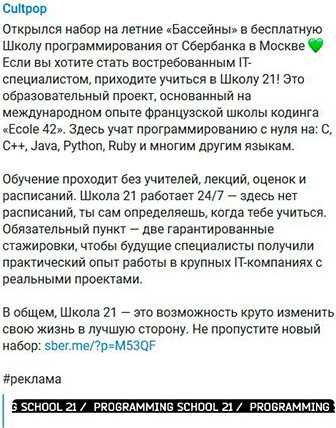 Cultpop
Открылся набор на летние «Бассейны» в бесплатную
Школу программирования от Сбербанка в Москве 💚
Если вы хотите стать востребованным IT-
специалистом, приходите учиться в Школу 21! Это
образовательный проект, основанный на
международном опыте французской школы кодинга
«Ecole 42». Здесь учат программированию с нуля на: C,
C++, Java, Python, Ruby и многим другим языкам.
Обучение проходит без учителей, лекций, оценок и
расписаний. Школа 21 работает 24/7 — здесь нет
расписаний, ты сам определяешь, когда тебе учиться.
Обязательный пункт — две гарантированные
стажировки, чтобы будущие специалисты получили
практический опыт работы в крупных IT-компаниях с
реальными проектами.
В общем, Школа 21 — это возможность круто изменить
свою жизнь в лучшую сторону. Не пропустите новый
набор: sber.me/?p=M53QF
#реклама
G SCHOOL 21 / PROGRAMMING SCHOOL 21 / PROGRAMMING S